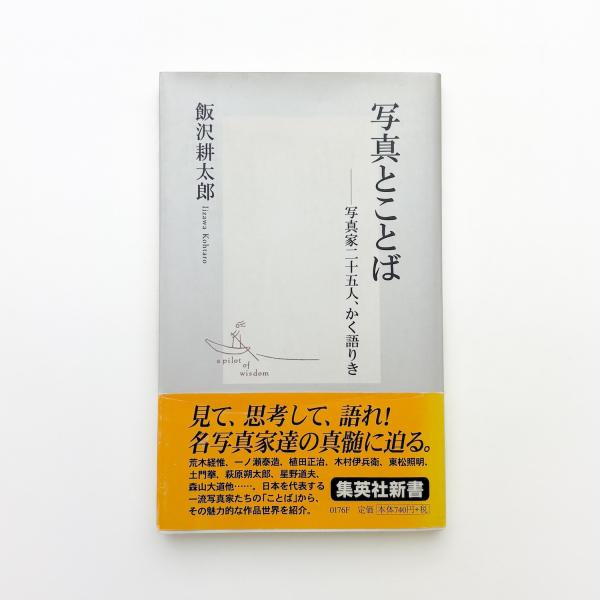 写真とことば
──写真家二十五人、かく語りき
飯沢耕太郎
Iizawa Kohtaro
a pilot
of
wisdom
見て、思考して、語れ!
名写真家達の真髄に迫る。
荒木経惟、一ノ瀬泰造、植田正治、木村伊兵衛、東松照明、
土門拳、萩原朔太郎、星野道夫、
森山大道他……。日本を代表する
一流写真家たちの「ことば」から、
その魅力的な作品世界を紹介。
集英社新書
0176F 定価 本体740円+税